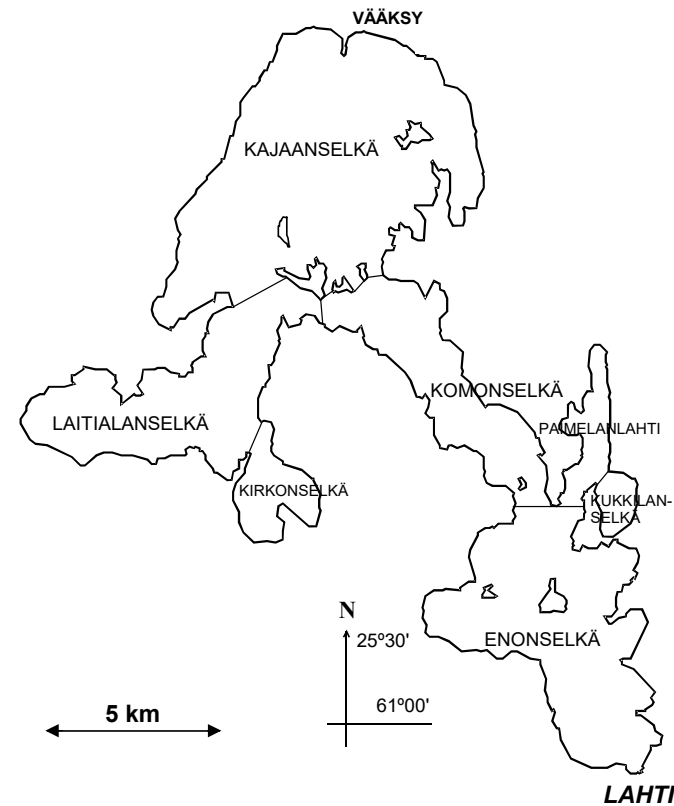 VÄÄKSY
KAJAANSELKÄ
KOMONSELKÄ
LAITIALANSELKÄ
PAIMELANLAHTI
KIRKONSELKÄ
KUKKILAN-
SELKÄ
N
25º30'
ENONSELKÄ
61º00'
5 km
LAHTI